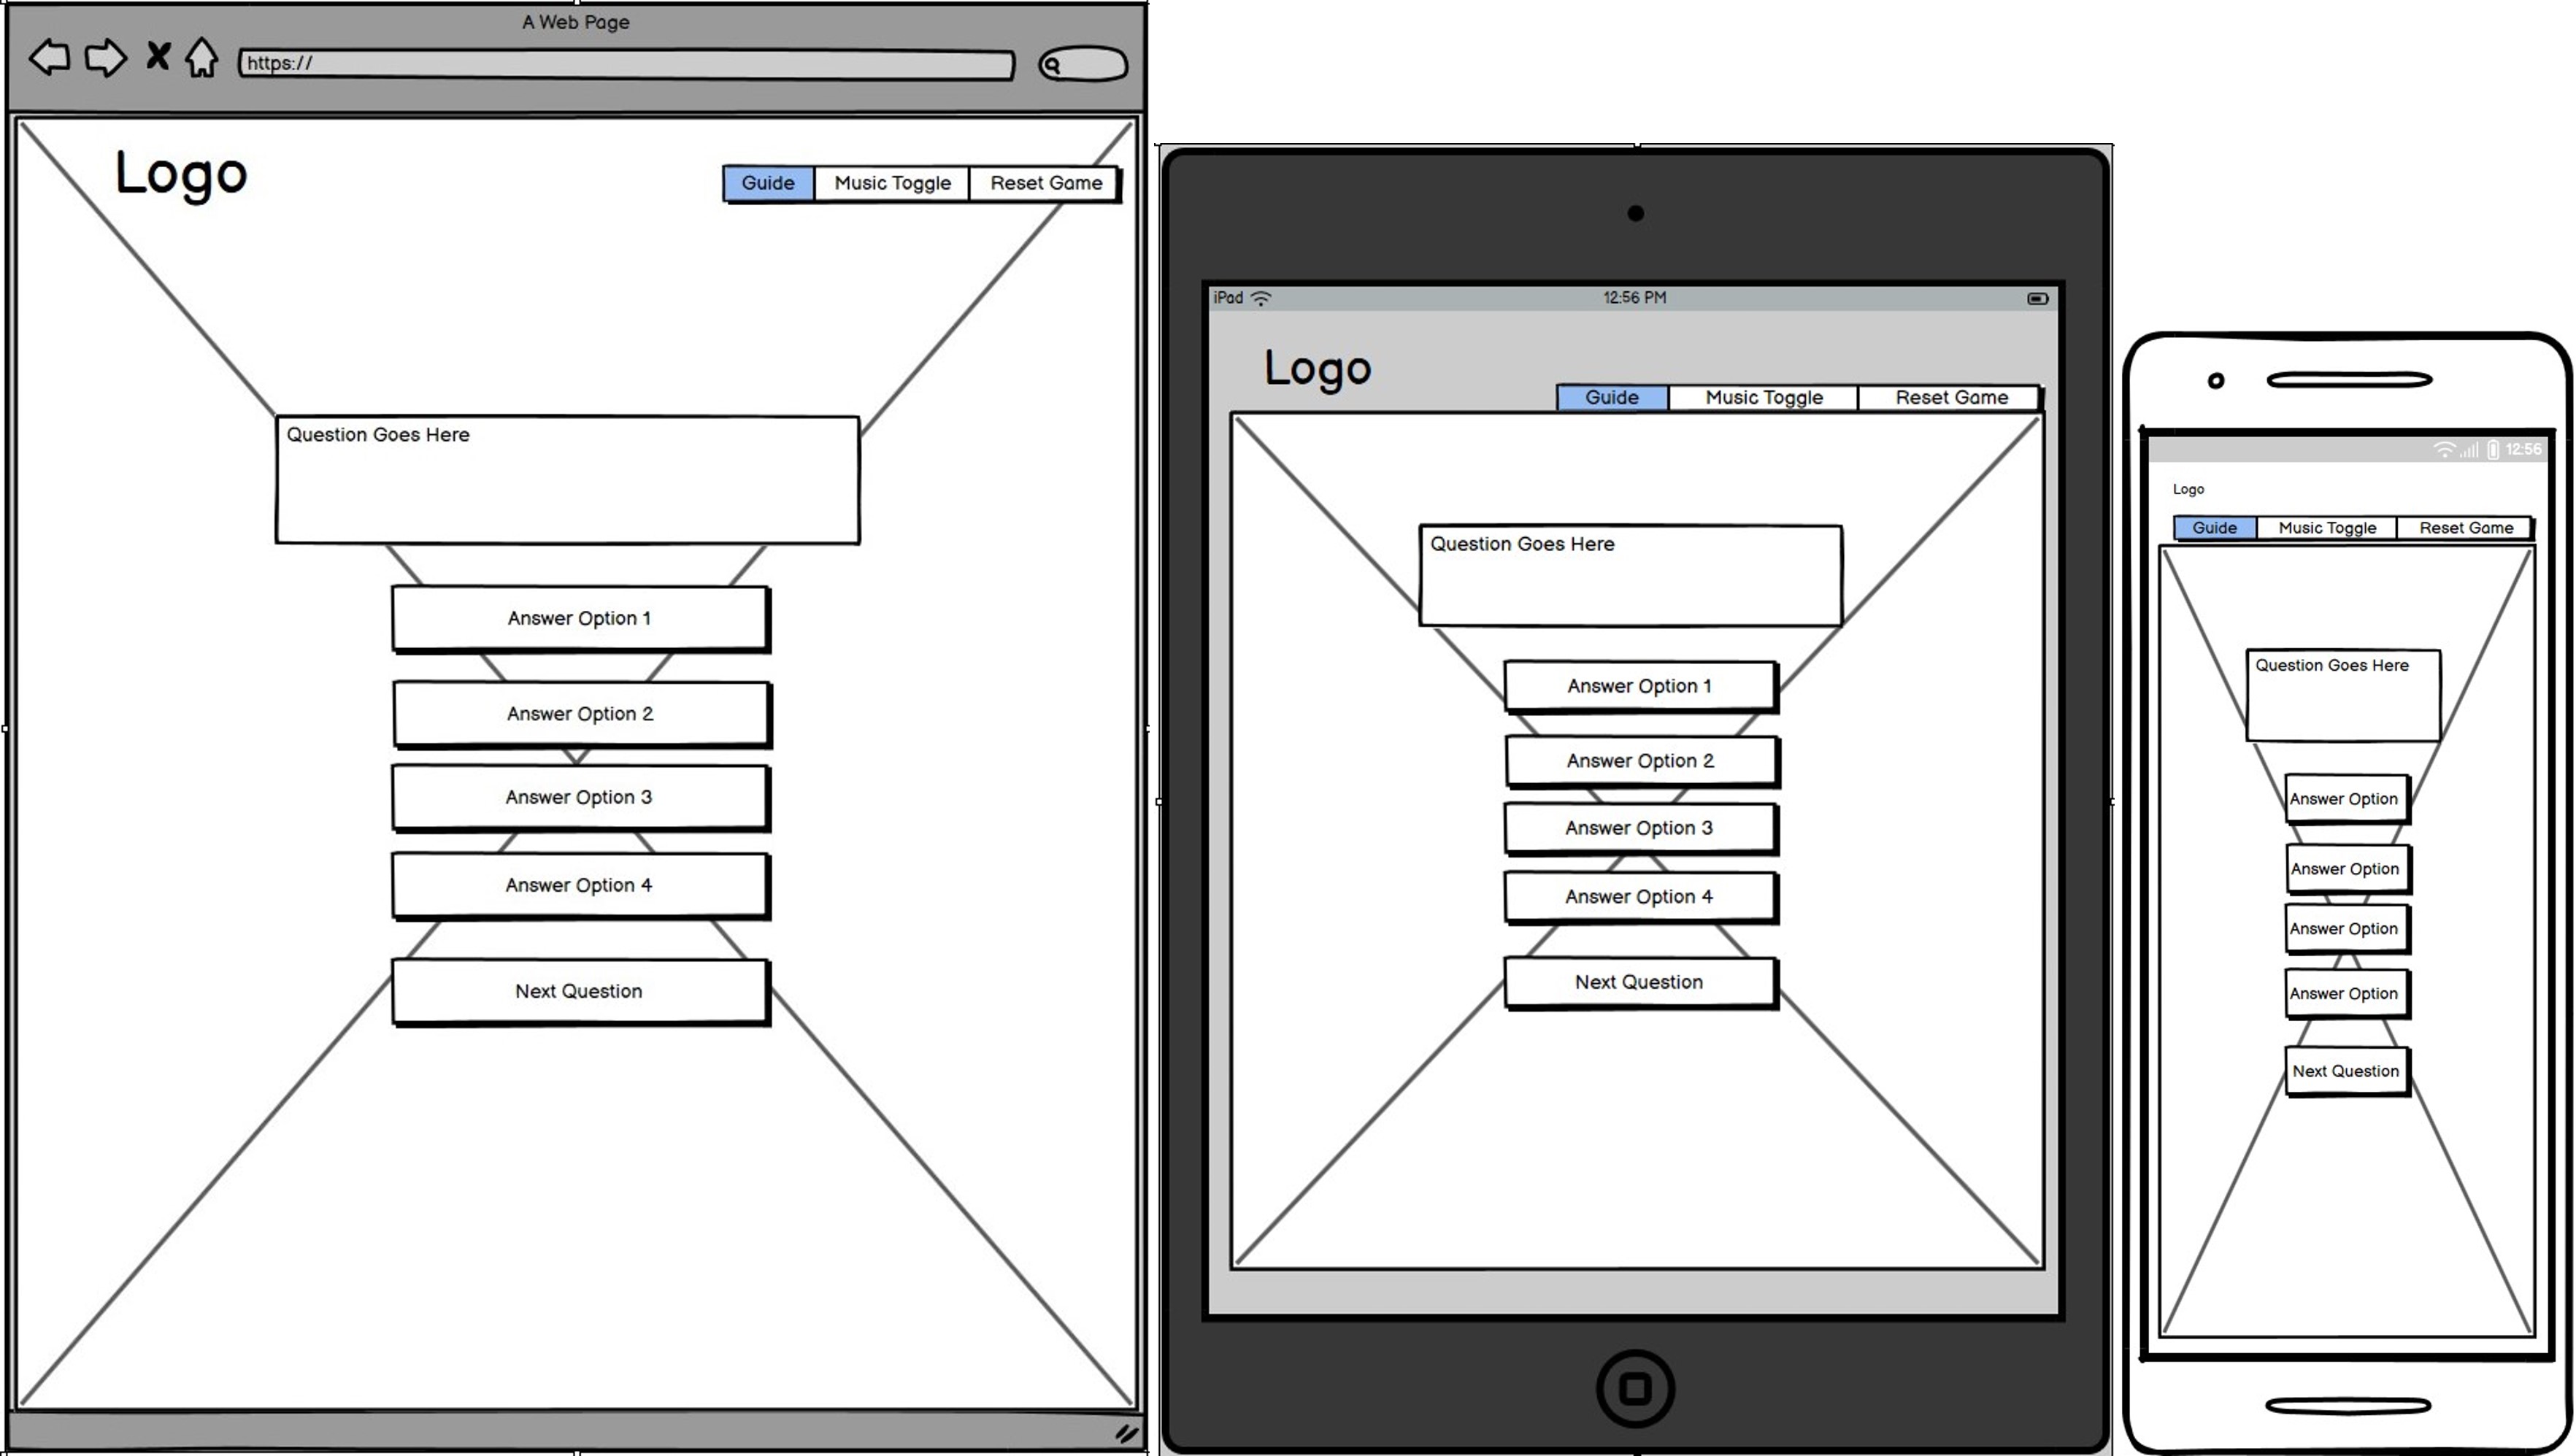 A Web Page
https://
Logo
Guide Music Toggle Reset Game
Question Goes Here
Answer Option 1
Answer Option 2
Answer Option 3
Answer Option 4
Next Question
iPad 12:56 PM
Logo
Guide Music Toggle Reset Game
Question Goes Here
Answer Option 1
Answer Option 2
Answer Option 3
Answer Option 4
Next Question
12:56
Logo
Guide Music Toggle Reset Game
Question Goes Here
Answer Option
Answer Option
Answer Option
Answer Option
Next Question